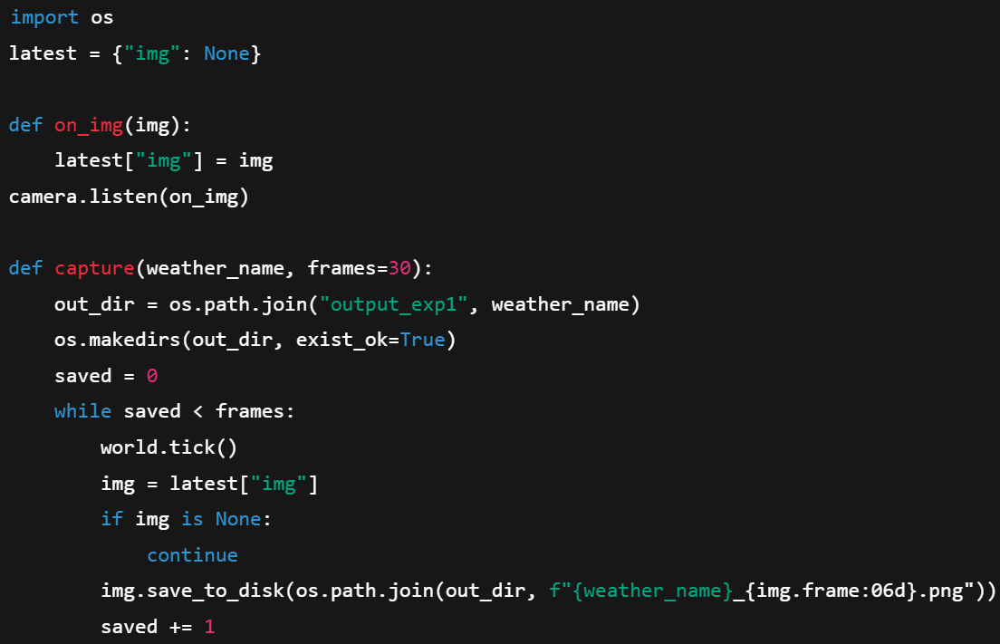 import os
latest = {"img": None}

def on_img(img):
    latest["img"] = img
camera.listen(on_img)

def capture(weather_name, frames=30):
    out_dir = os.path.join("output_exp1", weather_name)
    os.makedirs(out_dir, exist_ok=True)
    saved = 0
    while saved < frames:
        world.tick()
        img = latest["img"]
        if img is None:
            continue
        img.save_to_disk(os.path.join(out_dir, f"{weather_name}_{img.frame:06d}.png"))
        saved += 1